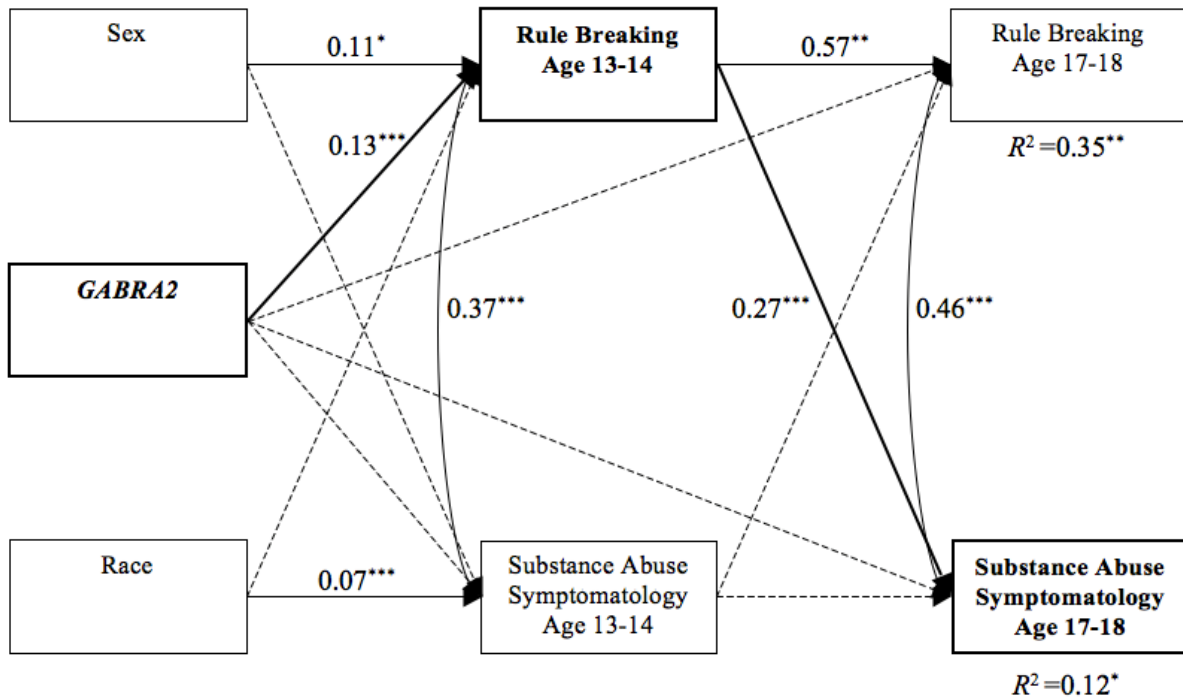 Sex
0.11*
Rule Breaking
Age 13-14
0.57**
Rule Breaking
Age 17-18
R² =0.35**
0.13***
GABRA2
0.37***
0.27***
0.46***
Race
0.07***
Substance Abuse
Symptomatology
Age 13-14
Substance Abuse
Symptomatology
Age 17-18
R² =0.12*